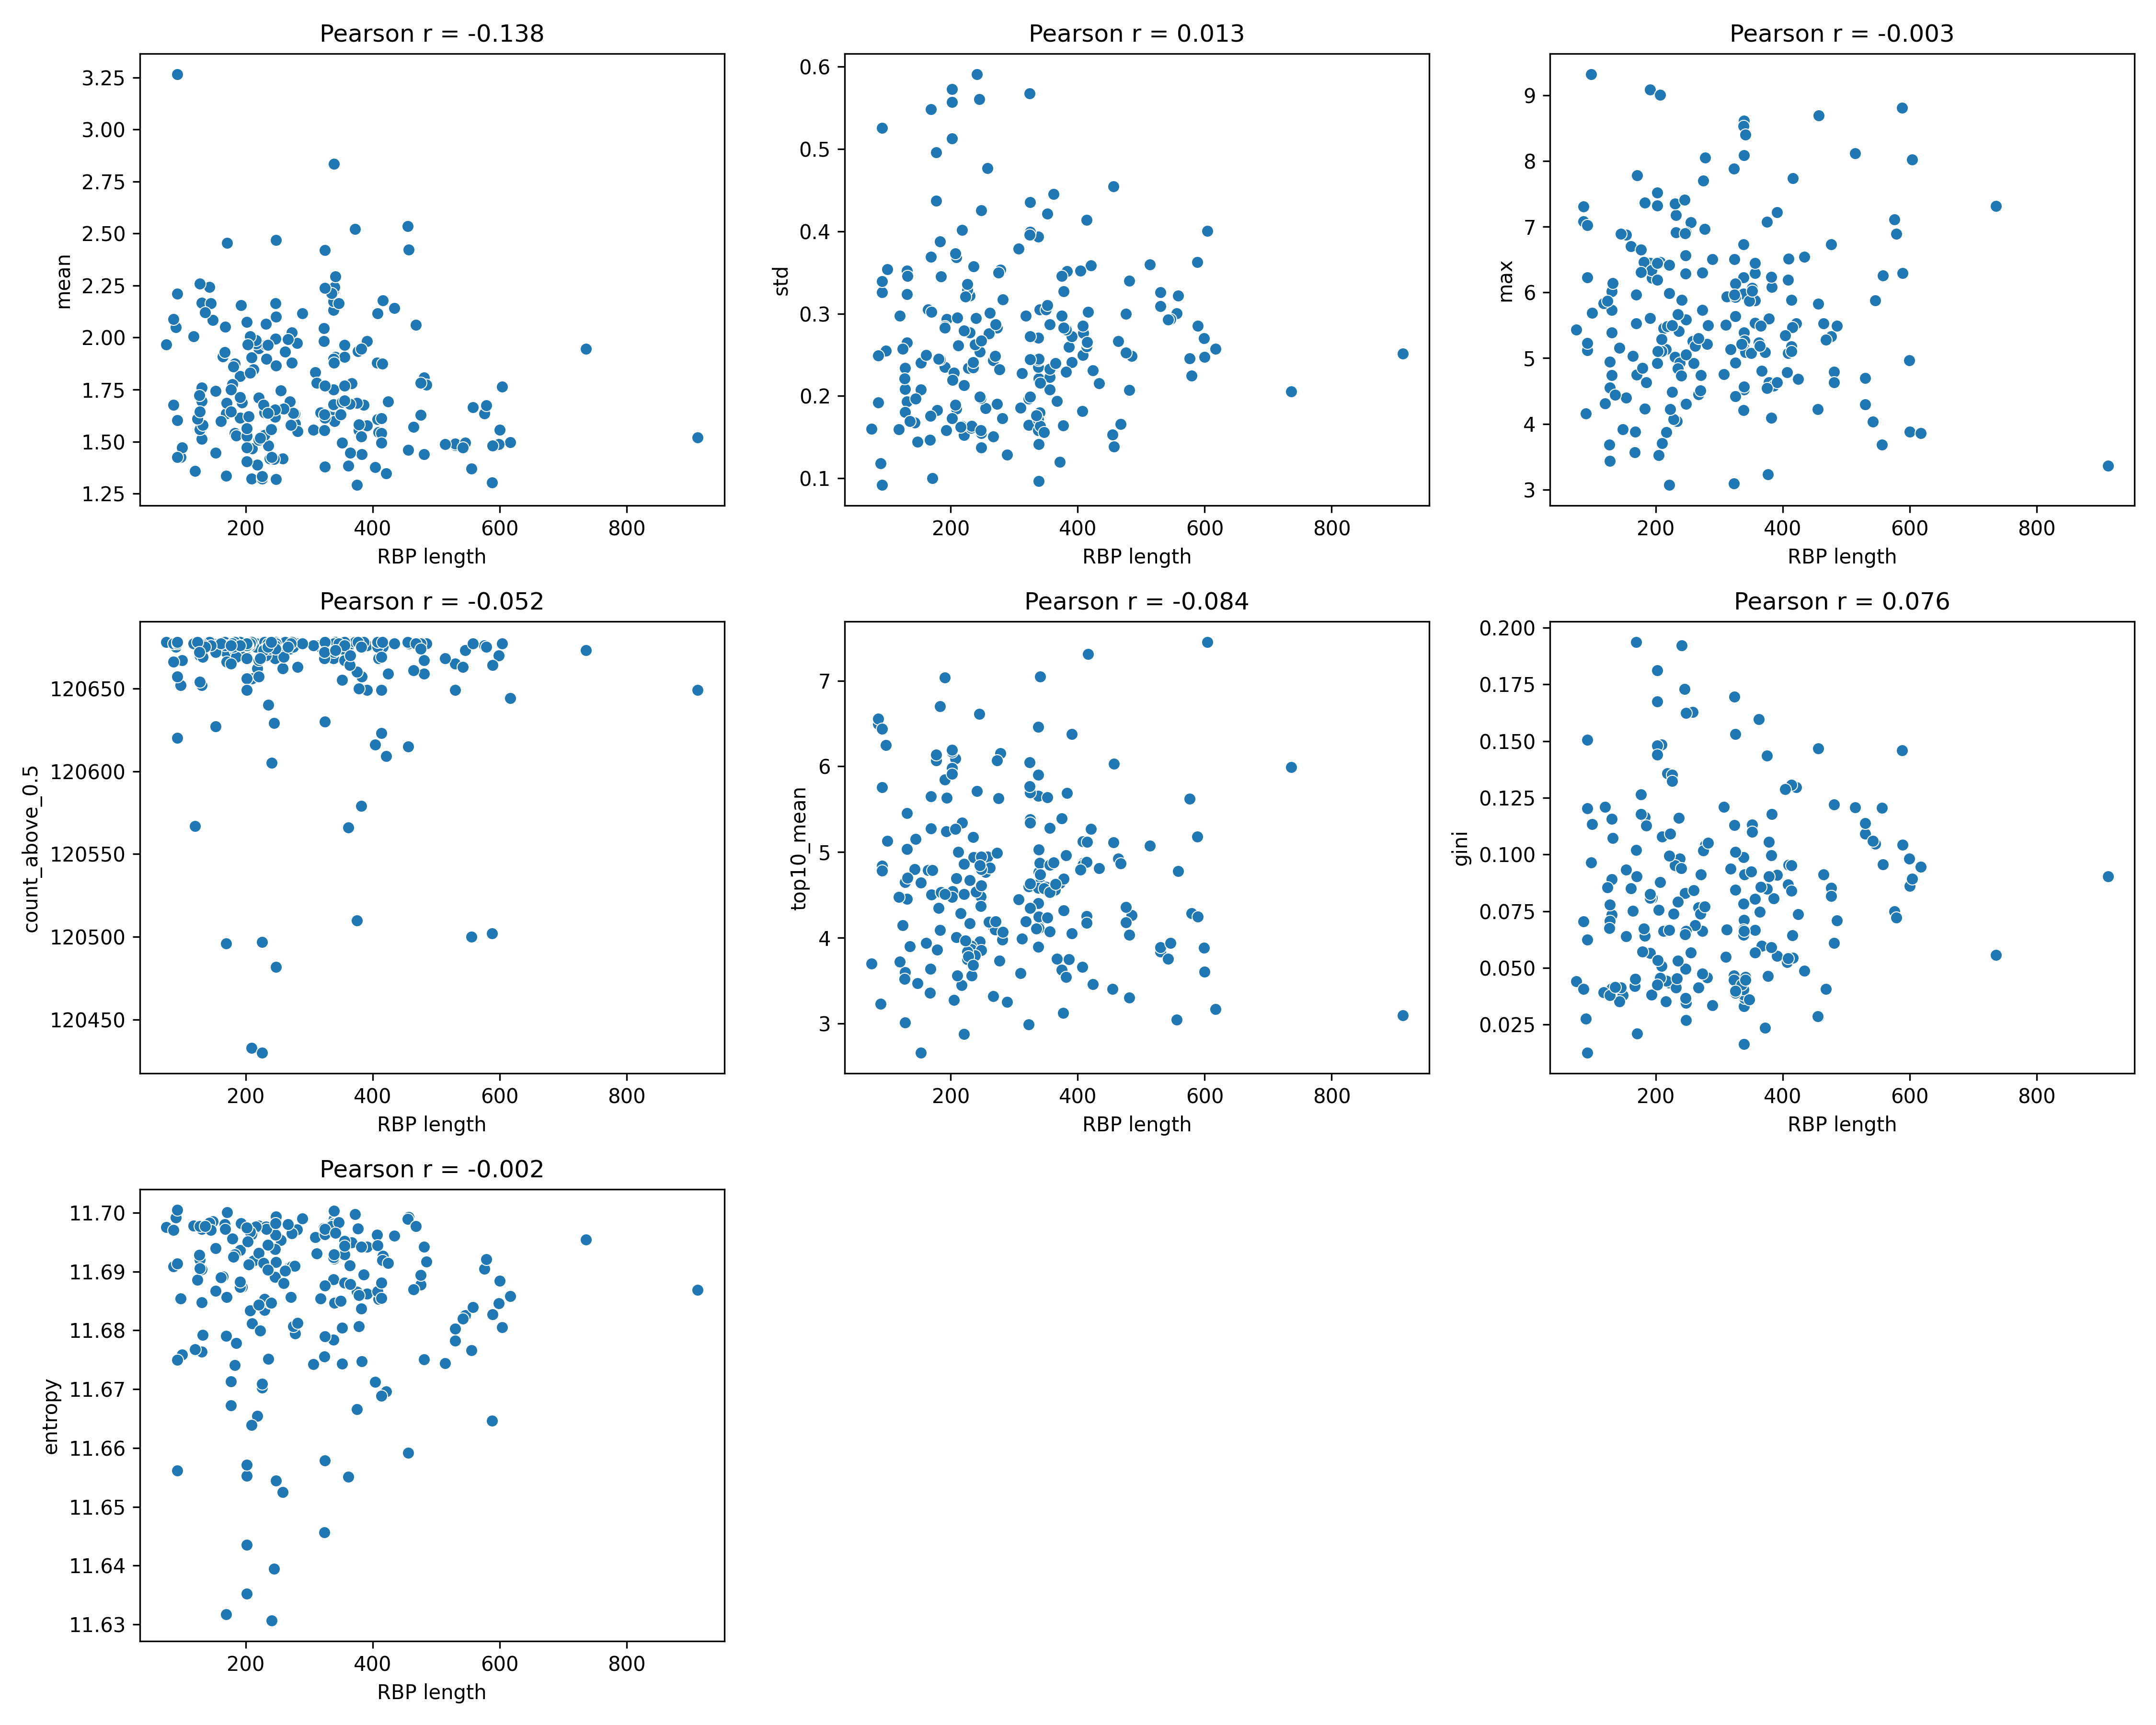 Pearson r = -0.138
3.25
3.00
2.75
2.50
2.25
2.00
1.75
1.50
1.25
mean
200 400 600 800
RBP length
Pearson r = 0.013
0.6
0.5
0.4
0.3
0.2
0.1
std
200 400 600 800
RBP length
Pearson r = -0.003
9
8
7
6
5
4
3
max
200 400 600 800
RBP length
Pearson r = -0.052
120650
120600
120550
120500
120450
count_above_0.5
200 400 600 800
RBP length
Pearson r = -0.084
7
6
5
4
3
top10_mean
200 400 600 800
RBP length
Pearson r = 0.076
0.200
0.175
0.150
0.125
0.100
0.075
0.050
0.025
gini
200 400 600 800
RBP length
Pearson r = -0.002
11.70
11.69
11.68
11.67
11.66
11.65
11.64
11.63
entropy
200 400 600 800
RBP length